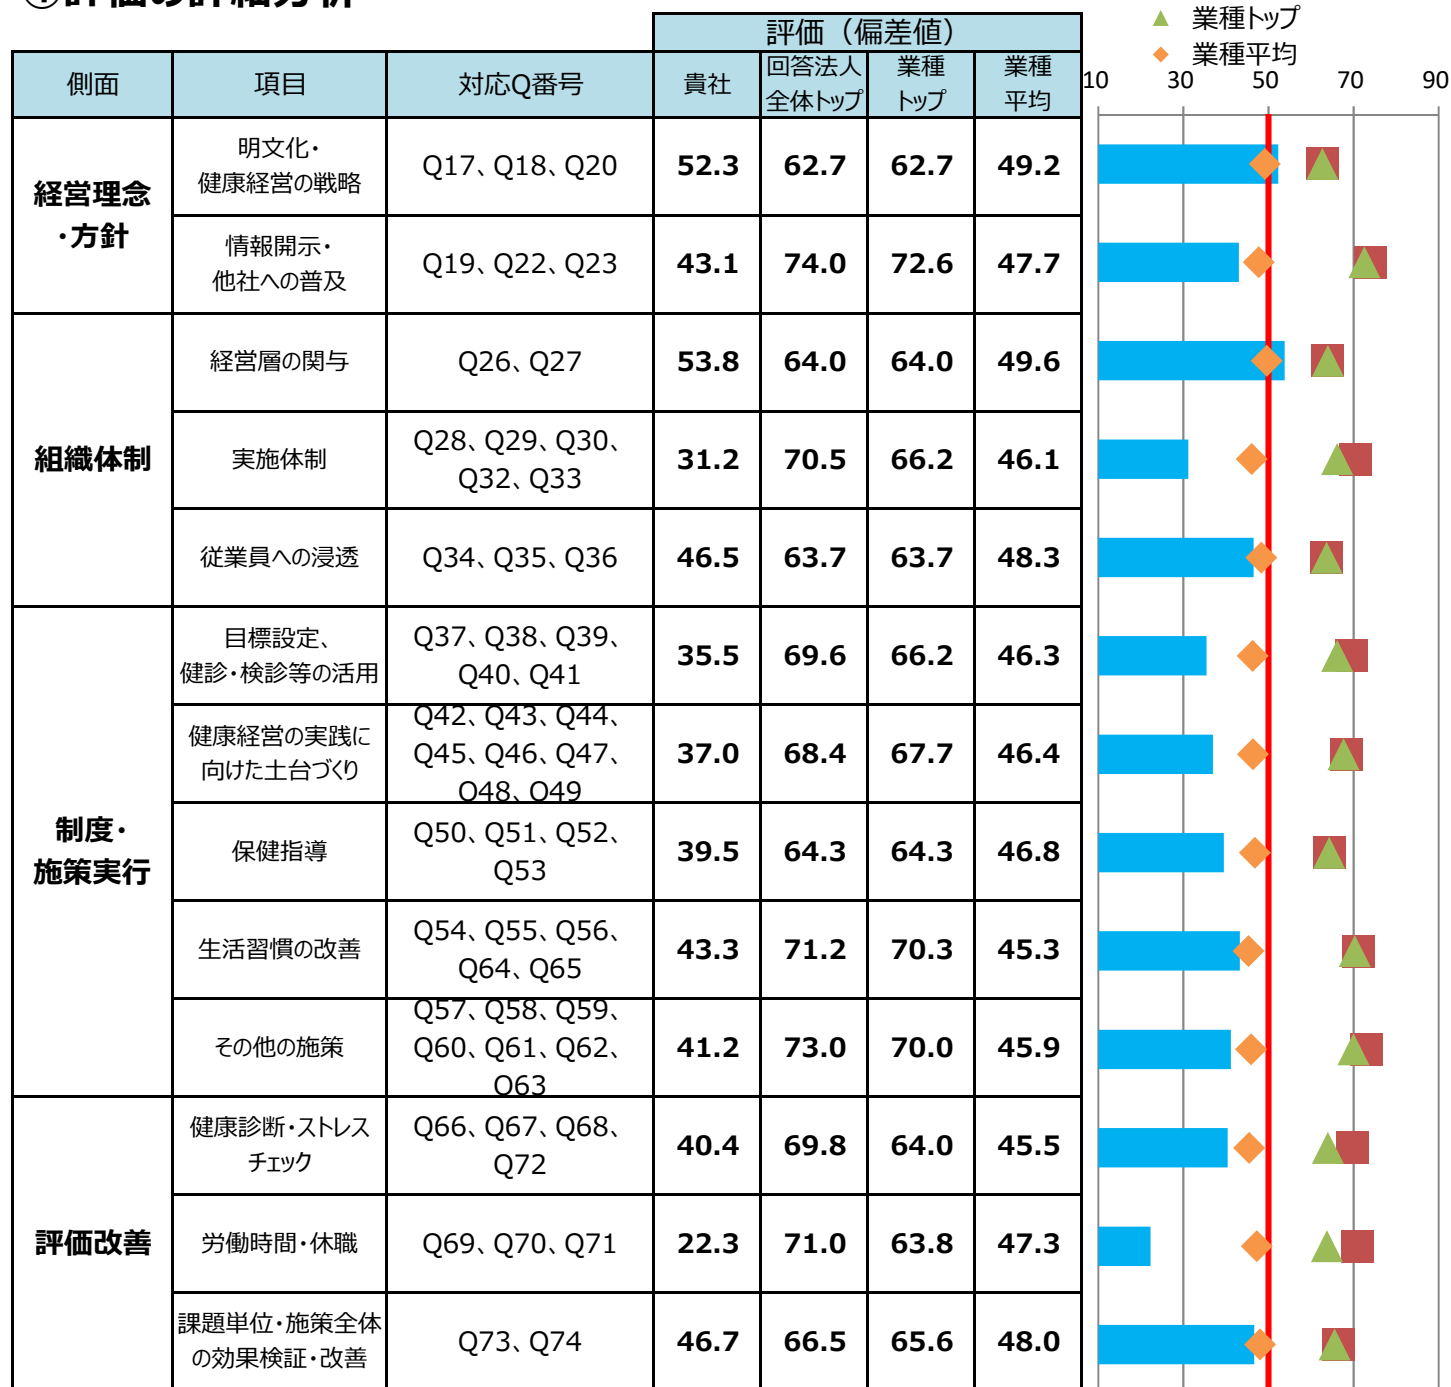 ①評価の詳細分析
▲ 業種トップ
◆ 業種平均
評価（偏差値）
側面 項目 対応Q番号 貴社 回答法人 業種 業種
全体トップ トップ 平均
10 30 50 70 90
経営理念
・方針
明文化・
健康経営の戦略
Q17、Q18、Q20 52.3 62.7 62.7 49.2
情報開示・
他社への普及
Q19、Q22、Q23 43.1 74.0 72.6 47.7
組織体制
経営層の関与 Q26、Q27 53.8 64.0 64.0 49.6
実施体制
Q28、Q29、Q30、
Q32、Q33
31.2 70.5 66.2 46.1
従業員への浸透 Q34、Q35、Q36 46.5 63.7 63.7 48.3
制度・
施策実行
目標設定、
健診・検診等の活用
Q37、Q38、Q39、
Q40、Q41
35.5 69.6 66.2 46.3
健康経営の実践に
向けた土台づくり
Q42、Q43、Q44、
Q45、Q46、Q47、
Q48、Q49
37.0 68.4 67.7 46.4
保健指導
Q50、Q51、Q52、
Q53
39.5 64.3 64.3 46.8
生活習慣の改善
Q54、Q55、Q56、
Q64、Q65
43.3 71.2 70.3 45.3
その他の施策
Q57、Q58、Q59、
Q60、Q61、Q62、
Q63
41.2 73.0 70.0 45.9
評価改善
健康診断・ストレス
チェック
Q66、Q67、Q68、
Q72
40.4 69.8 64.0 45.5
労働時間・休職 Q69、Q70、Q71 22.3 71.0 63.8 47.3
課題単位・施策全体
の効果検証・改善
Q73、Q74 46.7 66.5 65.6 48.0